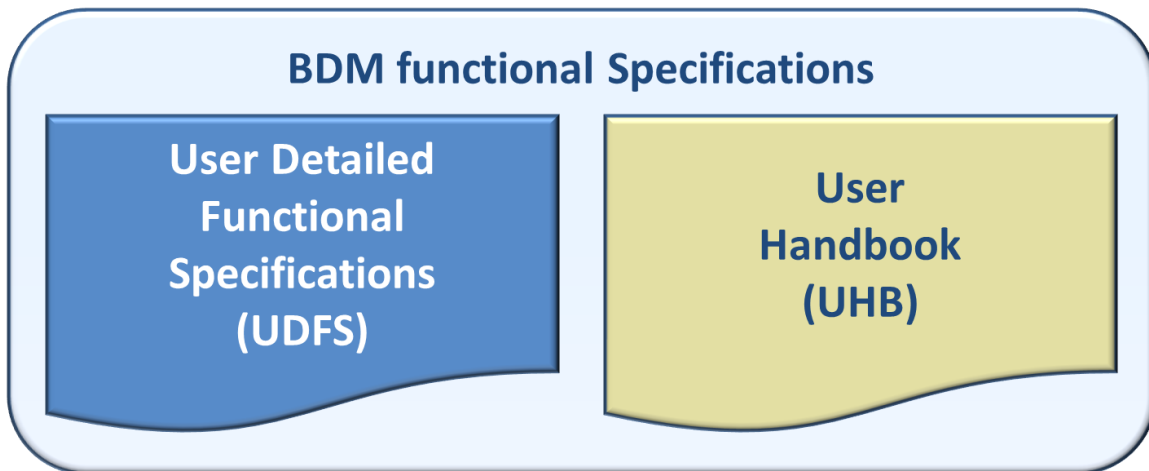 BDM functional Specifications
User Detailed
Functional
Specifications
(UDFS)
User
Handbook
(UHB)